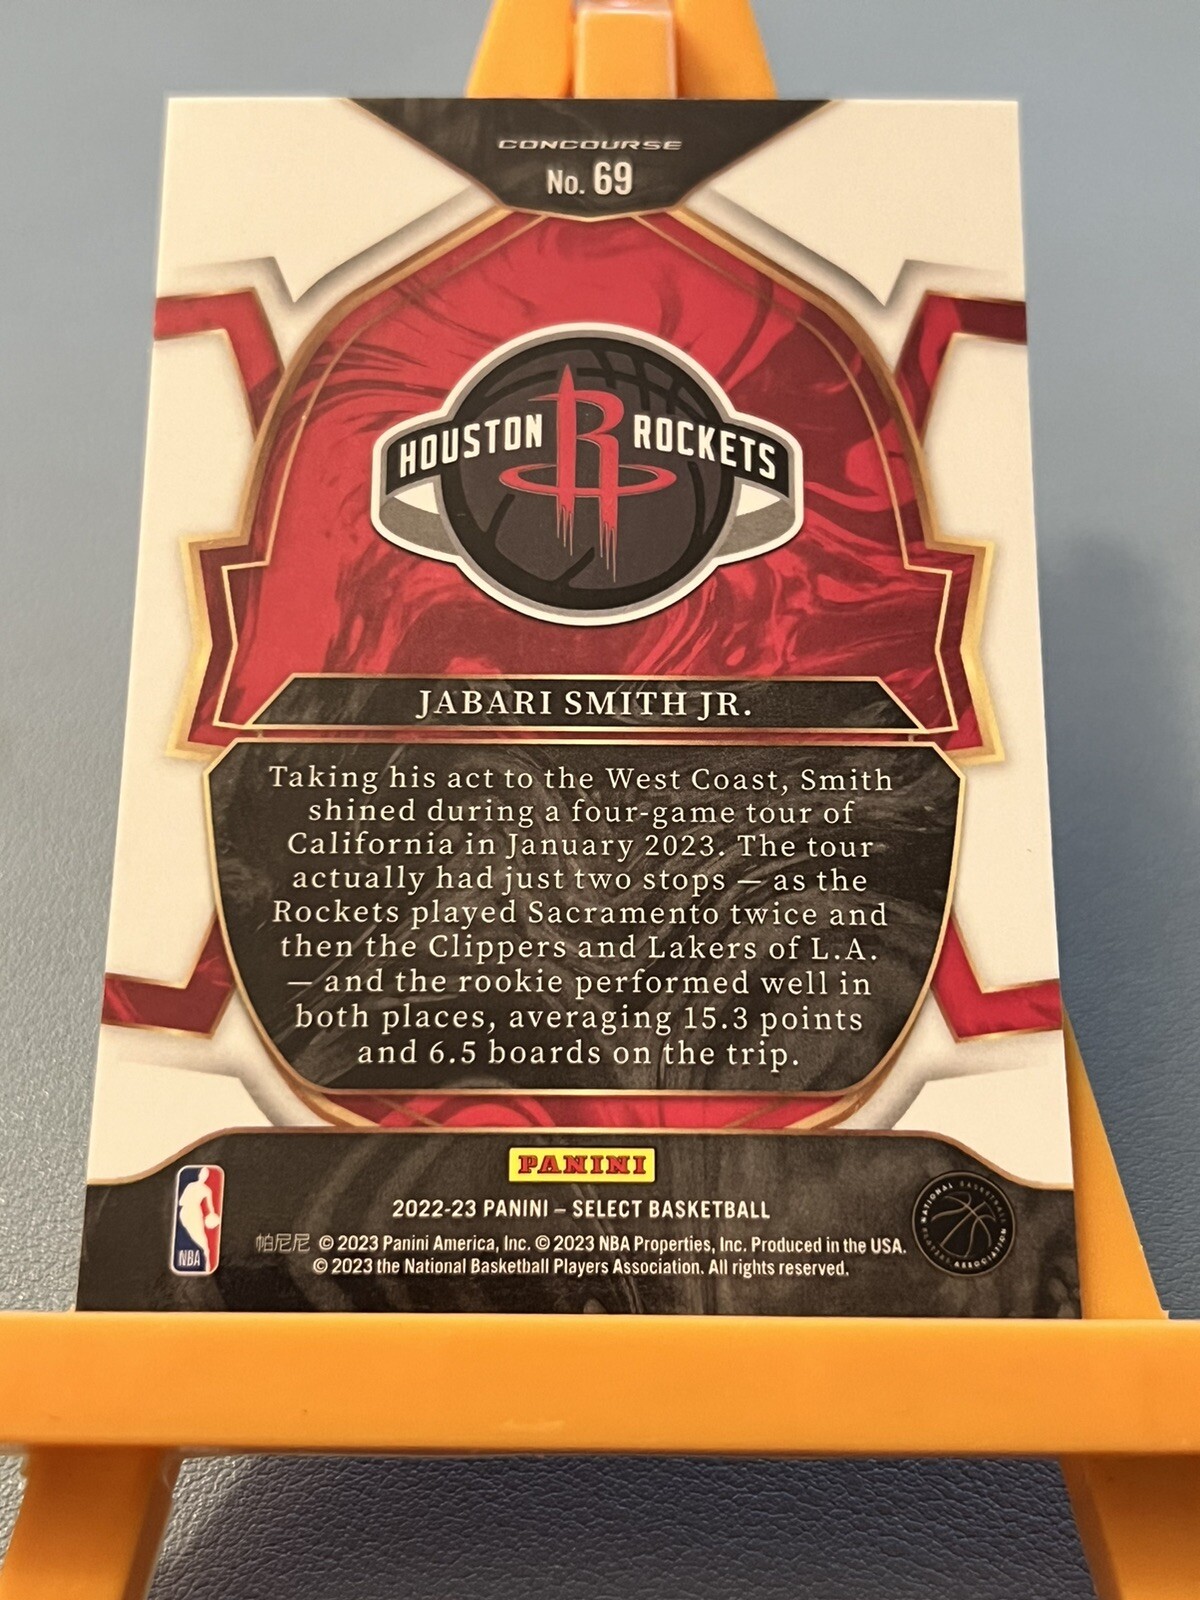 CONCOURSE
No. 69
HOUSTON ROCKETS
JABARI SMITH JR.
Taking his act to the West Coast, Smith
shined during a four-game tour of
California in January 2023. The tour
actually had just two stops — as the
Rockets played Sacramento twice and
then the Clippers and Lakers of L.A.
— and the rookie performed well in
both places, averaging 15.3 points
and 6.5 boards on the trip.
PANINI
2022-23 PANINI – SELECT BASKETBALL
帕尼尼 © 2023 Panini America, Inc. © 2023 NBA Properties, Inc. Produced in the USA.
© 2023 the National Basketball Players Association. All rights reserved.
NBA
NATIONAL BASKETBALL PLAYERS ASSOCIATION